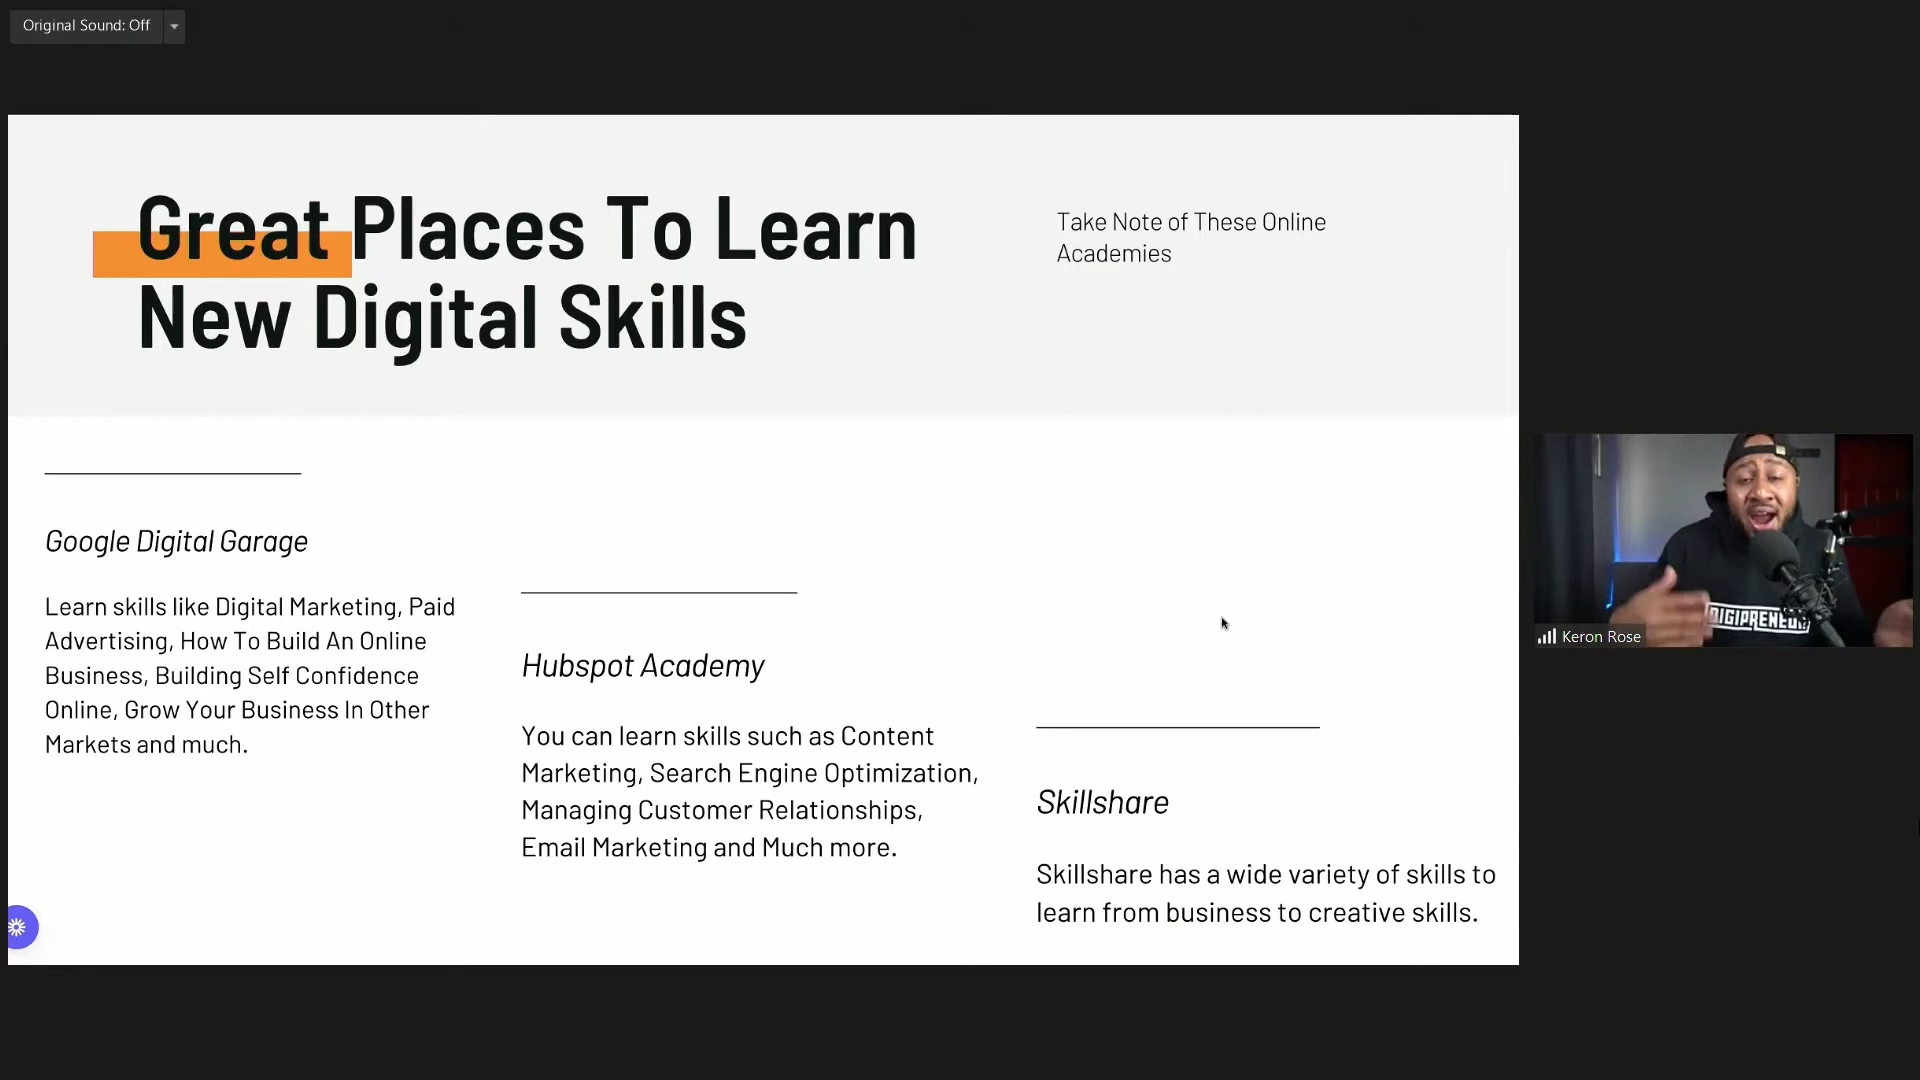 Original Sound: Off
Great Places To Learn
New Digital Skills
Take Note of These Online
Academies
Google Digital Garage
Learn skills like Digital Marketing, Paid
Advertising, How To Build An Online
Business, Building Self Confidence
Online, Grow Your Business In Other
Markets and much.
Hubspot Academy
You can learn skills such as Content
Marketing, Search Engine Optimization,
Managing Customer Relationships,
Email Marketing and Much more.
Skillshare
Skillshare has a wide variety of skills to
learn from business to creative skills.
DIGIPRENEUR
Keron Rose